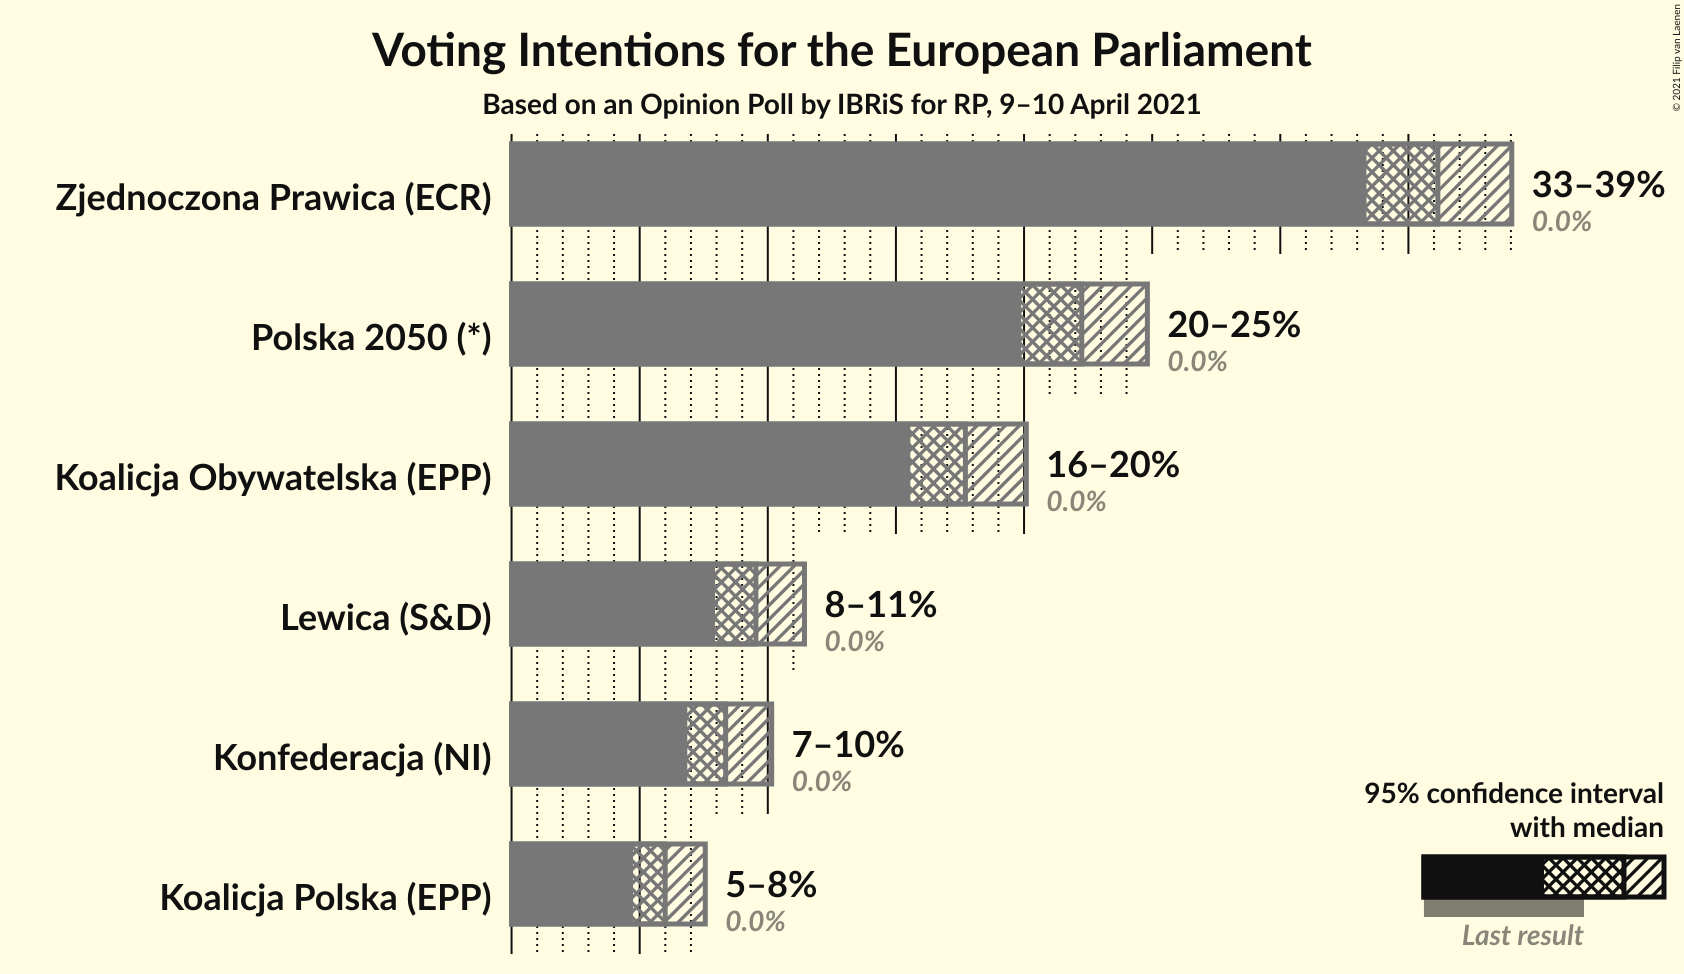 Voting Intentions for the European Parliament
Based on an Opinion Poll by IBRiS for RP, 9–10 April 2021
© 2021 Filip van Laenen
Zjednoczona Prawica (ECR)
33–39%
0.0%
Polska 2050 (*)
20–25%
0.0%
Koalicja Obywatelska (EPP)
16–20%
0.0%
Lewica (S&D)
8–11%
0.0%
Konfederacja (NI)
7–10%
0.0%
Koalicja Polska (EPP)
5–8%
0.0%
95% confidence interval
with median
Last result